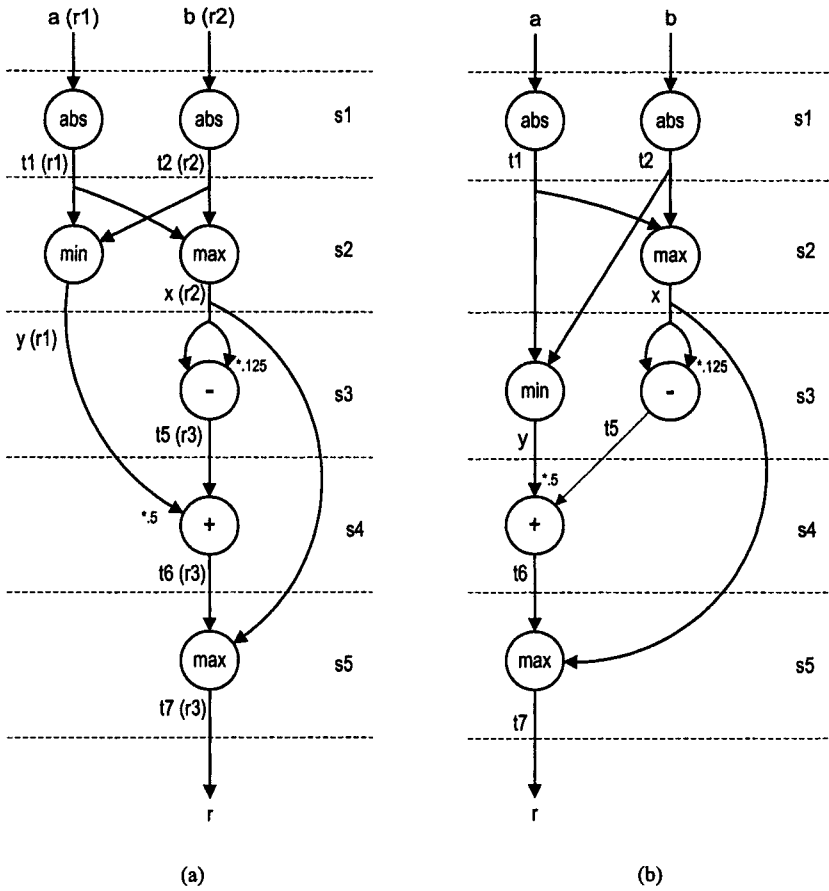 a (r1)
b (r2)
abs
abs
s1
t1 (r1)
t2 (r2)
min
max
s2
x (r2)
y (r1)
*.125
-
s3
t5 (r3)
*.5
+
s4
t6 (r3)
max
s5
t7 (r3)
r
(a)
a
b
abs
abs
s1
t1
t2
max
s2
x
*.125
min
-
s3
y
t5
*.5
+
s4
t6
max
s5
t7
r
(b)